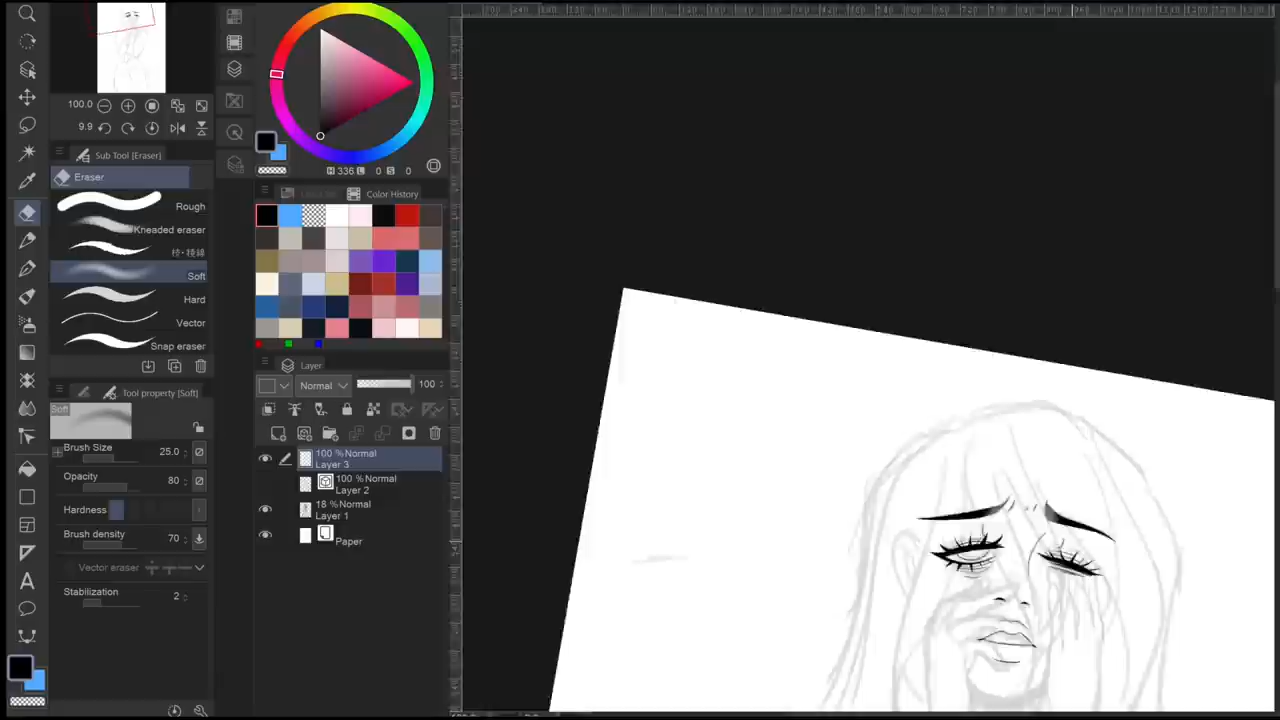 100.0
9.9
Sub Tool [Eraser]
Eraser
Rough
Kneaded eraser
Soft
Hard
Vector
Snap eraser
Tool property [Soft]
Soft
Brush Size 25.0
Opacity 80
Hardness
Brush density 70
Vector eraser
Stabilization 2
H 336 L 0 S 0
Color History
Layer
Normal 100
100 %Normal
Layer 3
100 %Normal
Layer 2
18 %Normal
Layer 1
Paper